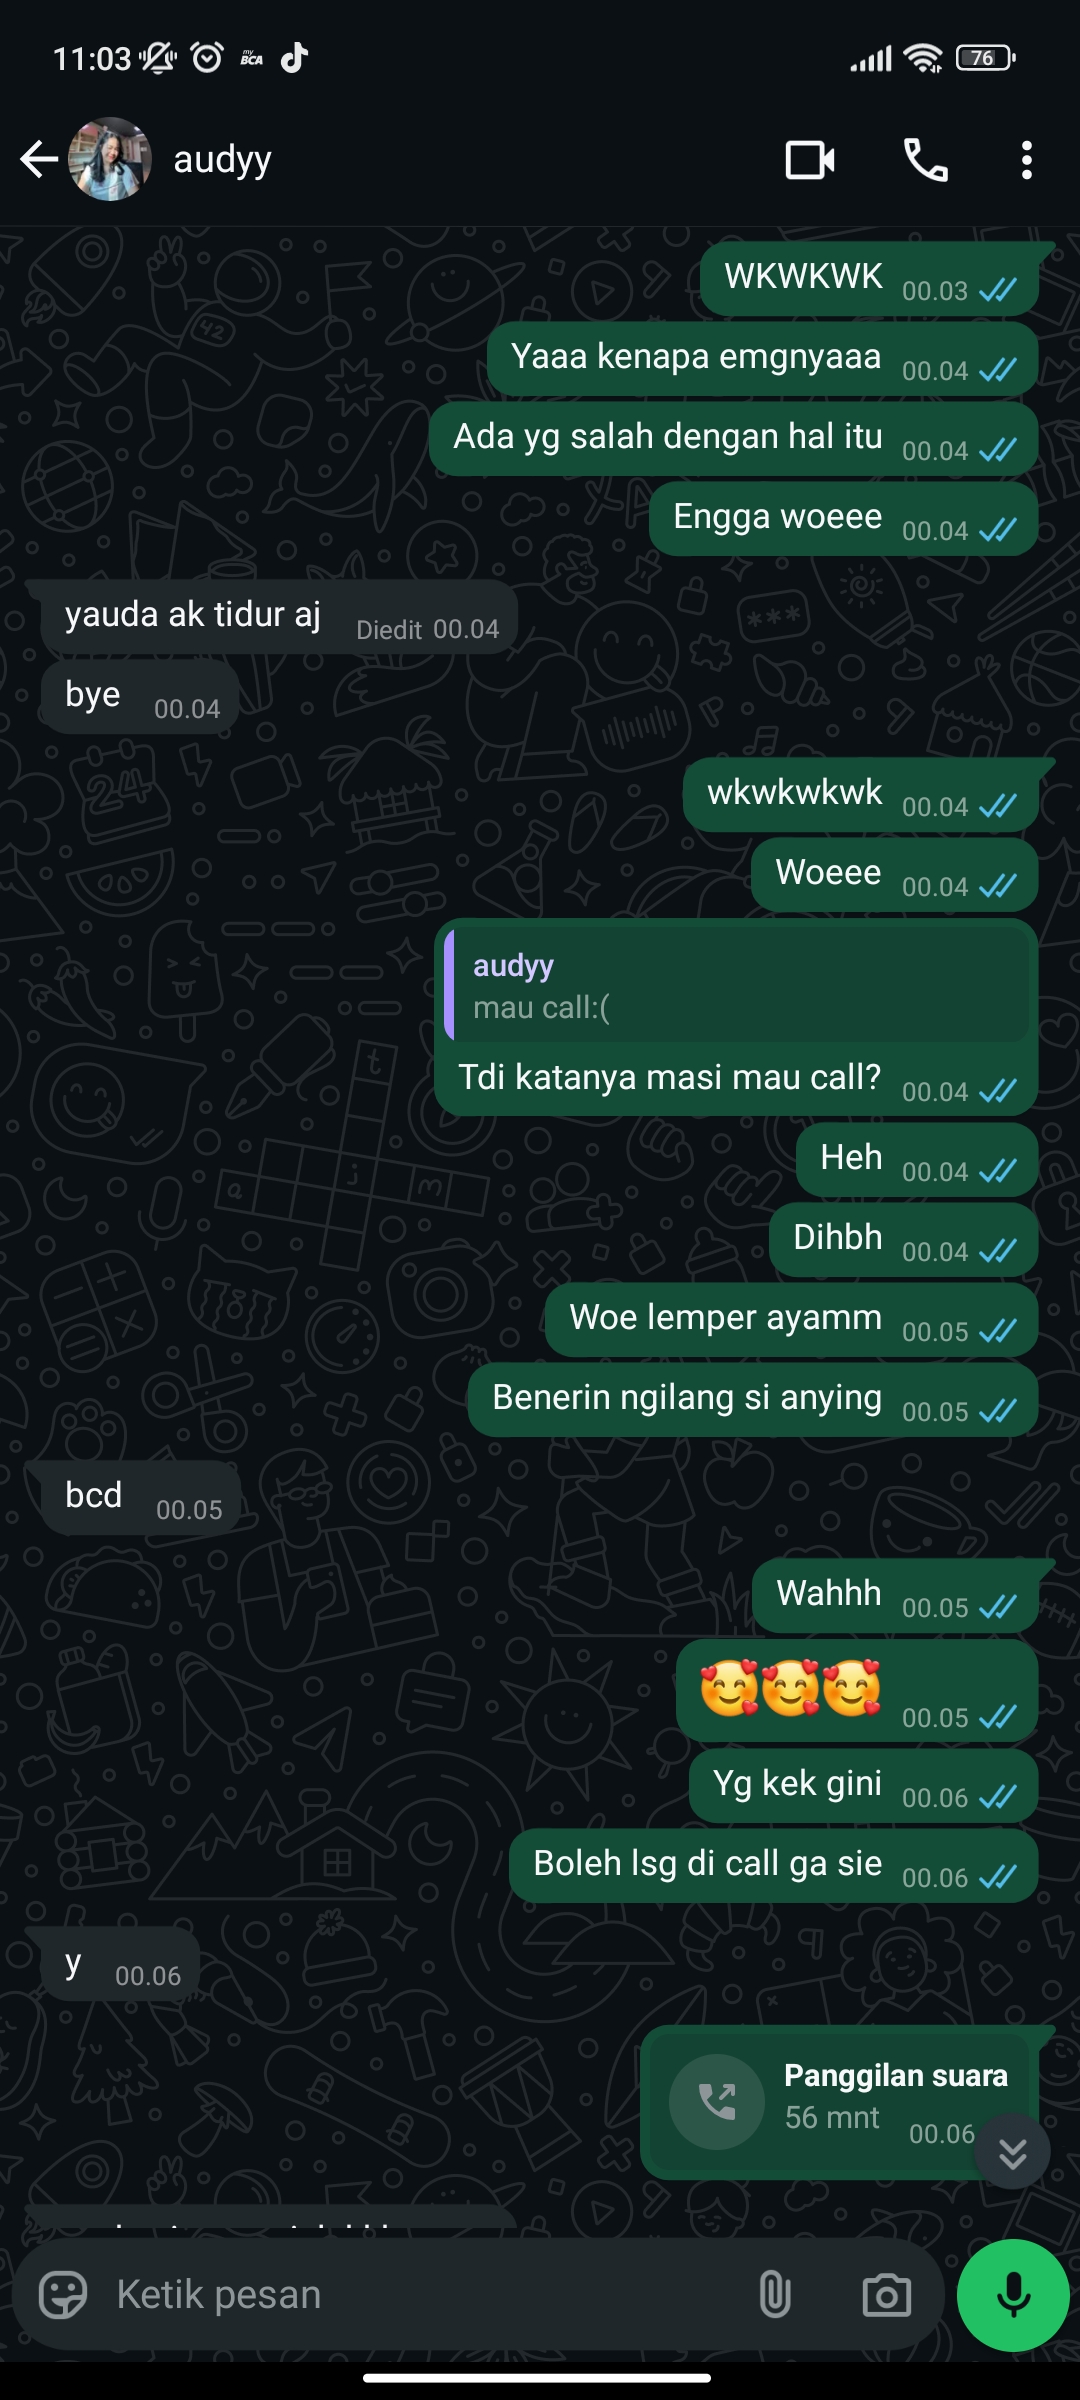 11:03
my BCA
76
audyy
WKWKWK 00.03
Yaaa kenapa emgnyaaa 00.04
Ada yg salah dengan hal itu 00.04
Engga woeee 00.04
yauda ak tidur aj Diedit 00.04
bye 00.04
wkwkwkwk 00.04
Woeee 00.04
audyy
mau call:(
Tdi katanya masi mau call? 00.04
Heh 00.04
Dihbh 00.04
Woe lemper ayamm 00.05
Benerin ngilang si anying 00.05
bcd 00.05
Wahhh 00.05
🥰🥰🥰 00.05
Yg kek gini 00.06
Boleh lsg di call ga sie 00.06
y 00.06
Panggilan suara
56 mnt 00.06
Ketik pesan